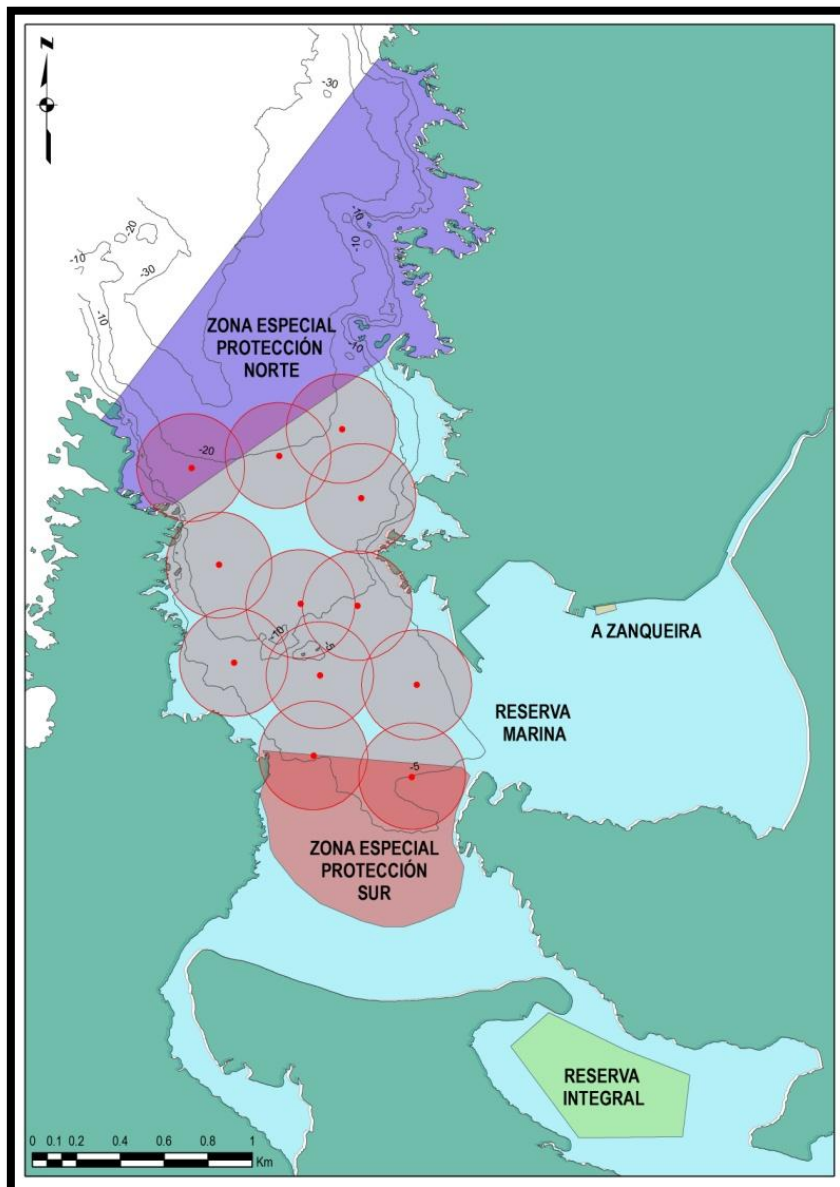 N
-30
-30
-10
-20
-10
-10
-10
-30
-10
ZONA ESPECIAL
PROTECCIÓN
NORTE
-10
-20
A ZANQUEIRA
-10
-5
RESERVA
MARINA
-5
ZONA ESPECIAL
PROTECCIÓN
SUR
RESERVA
INTEGRAL
0 0.1 0.2 0.4 0.6 0.8 1
Km